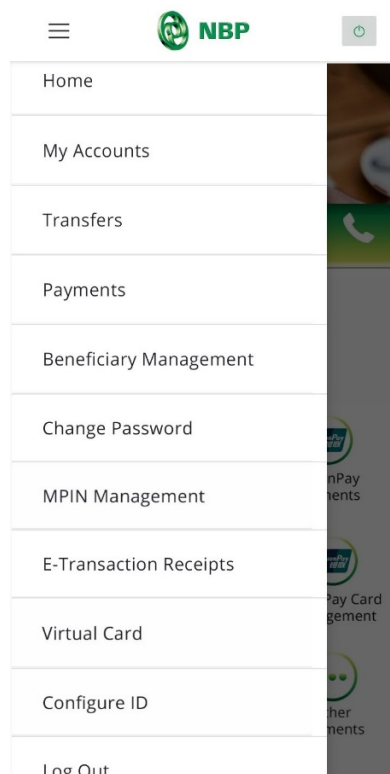 NBP
Home
My Accounts
Transfers
Payments
Beneficiary Management
Change Password
MPIN Management
E-Transaction Receipts
Virtual Card
Configure ID
Log Out